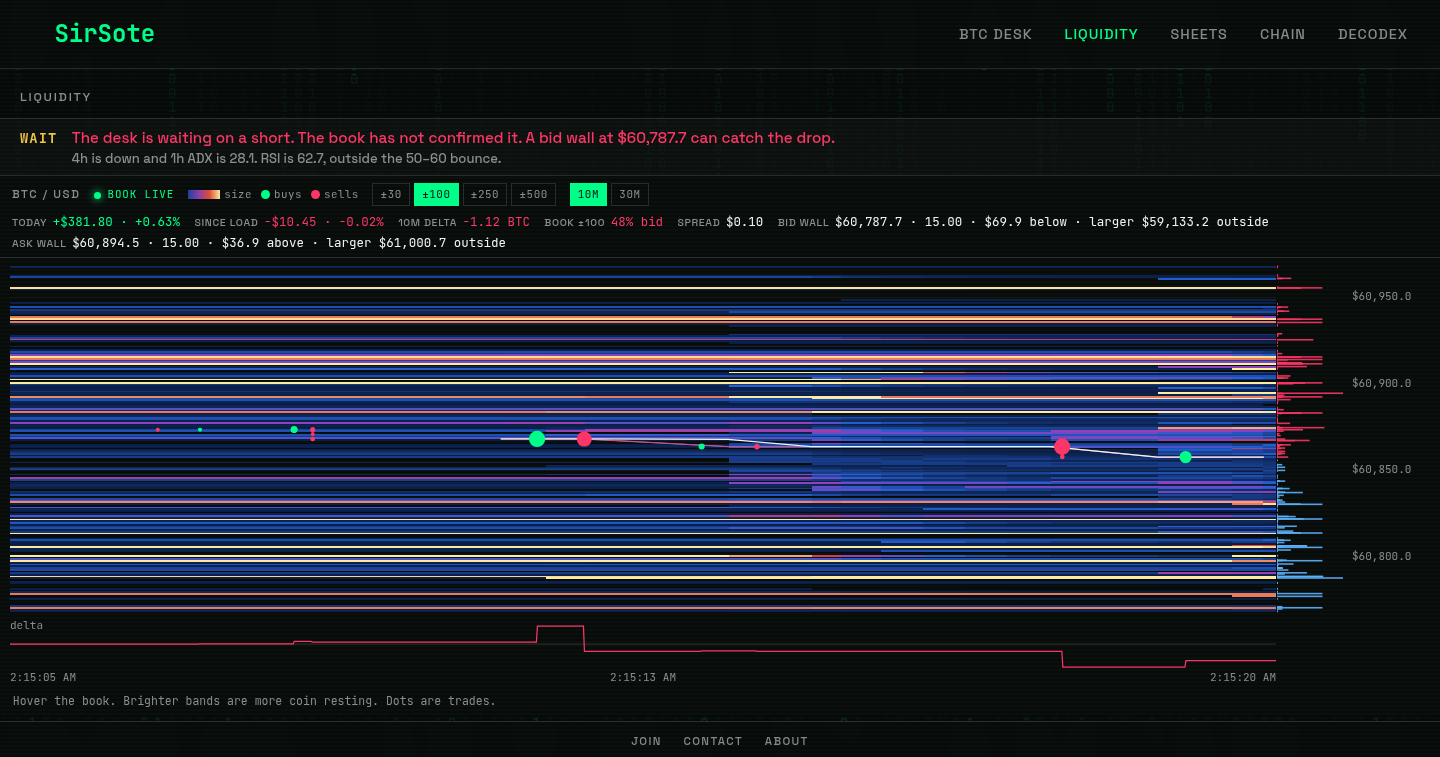 SirSote
BTC DESK LIQUIDITY SHEETS CHAIN DECODEX
LIQUIDITY
WAIT The desk is waiting on a short. The book has not confirmed it. A bid wall at $60,787.7 can catch the drop.
4h is down and 1h ADX is 28.1. RSI is 62.7, outside the 50–60 bounce.
BTC / USD BOOK LIVE size buys sells ±30 ±100 ±250 ±500 10M 30M
TODAY +$381.80 · +0.63% SINCE LOAD -$10.45 · -0.02% 10M DELTA -1.12 BTC BOOK ±100 48% bid SPREAD $0.10 BID WALL $60,787.7 · 15.00 · $69.9 below · larger $59,133.2 outside
ASK WALL $60,894.5 · 15.00 · $36.9 above · larger $61,000.7 outside
$60,950.0
$60,900.0
$60,850.0
$60,800.0
delta
2:15:05 AM 2:15:13 AM 2:15:20 AM
Hover the book. Brighter bands are more coin resting. Dots are trades.
JOIN CONTACT ABOUT